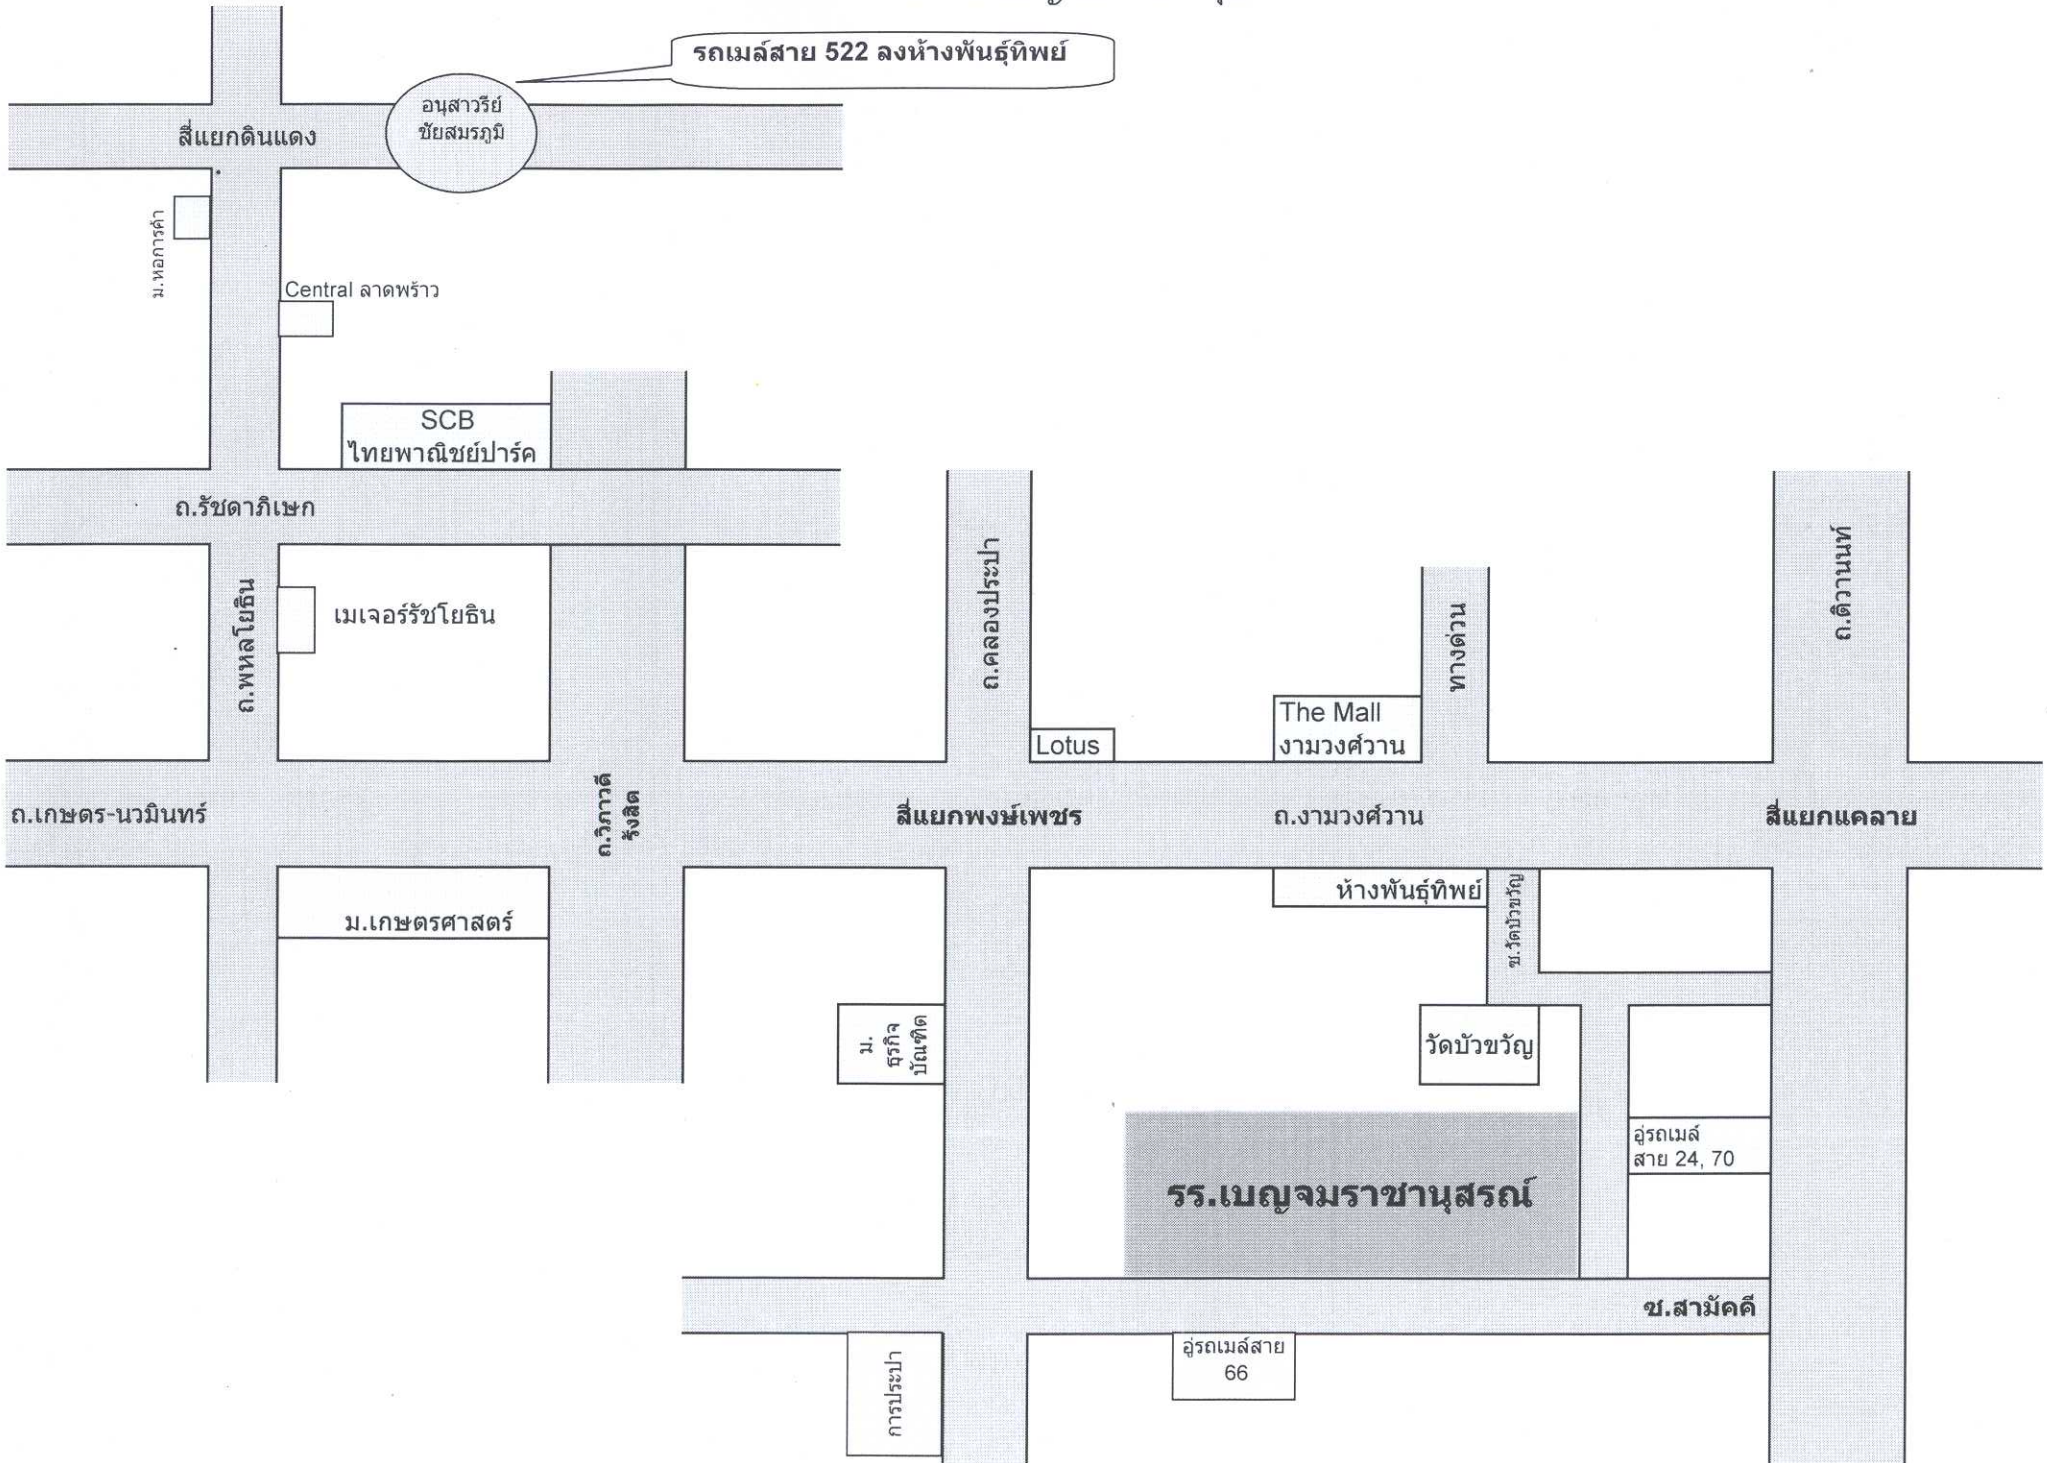 รถเมล์สาย 522 ลงห้างพันธุ์ทิพย์
อนุสาวรีย์
ชัยสมรภูมิ
สี่แยกดินแดง
ม.หอการค้า
Central ลาดพร้าว
SCB
ไทยพาณิชย์ปาร์ค
ถ.รัชดาภิเษก
ถ.พหลโยธิน
เมเจอร์รัชโยธิน
ถ.คลองประปา
ทางด่วน
ถ.ติวานนท์
Lotus
The Mall
งามวงศ์วาน
ถ.เกษตร-นวมินทร์
ถ.วิภาวดี
รังสิต
สี่แยกพงษ์เพชร
ถ.งามวงศ์วาน
สี่แยกแคลาย
ม.เกษตรศาสตร์
ห้างพันธุ์ทิพย์
ซ.วัดบัวขวัญ
ม.
ธุรกิจ
บัณฑิต
วัดบัวขวัญ
อู่รถเมล์
สาย 24, 70
รร.เบญจมราชานุสรณ์
ซ.สามัคคี
การประปา
อู่รถเมล์สาย
66